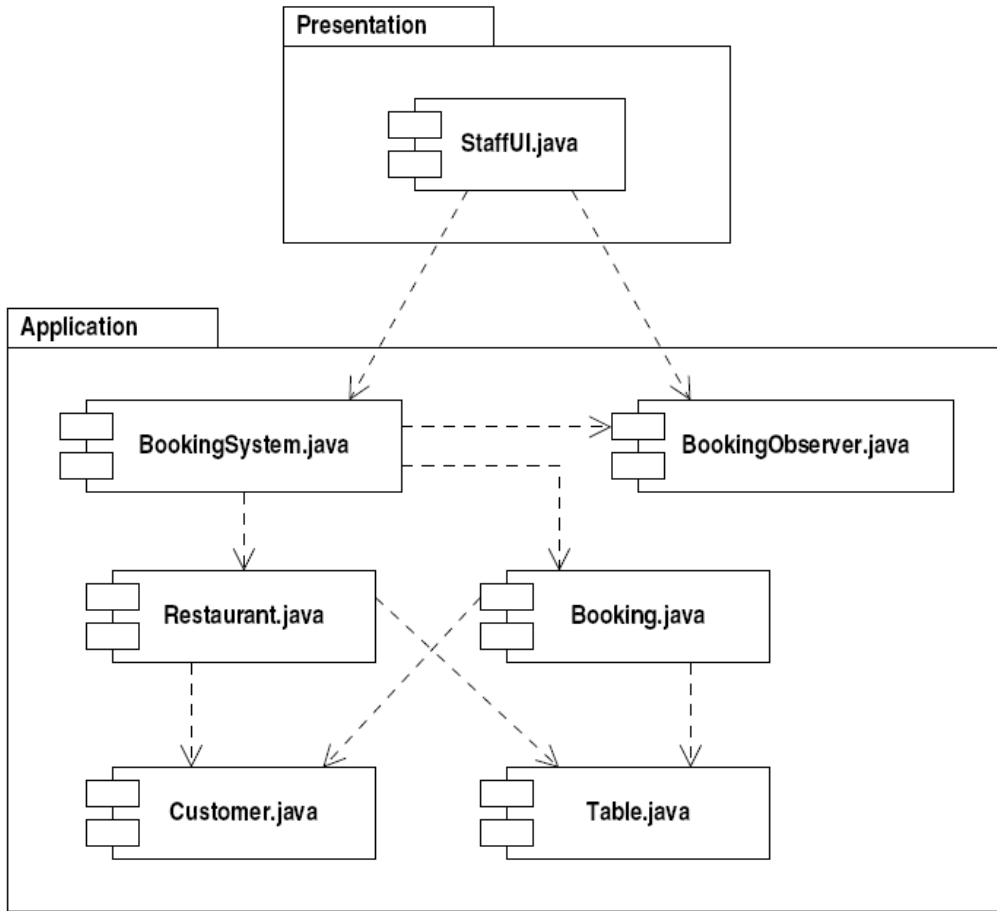 Presentation
StaffUI.java
Application
BookingSystem.java
BookingObserver.java
Restaurant.java
Booking.java
Customer.java
Table.java